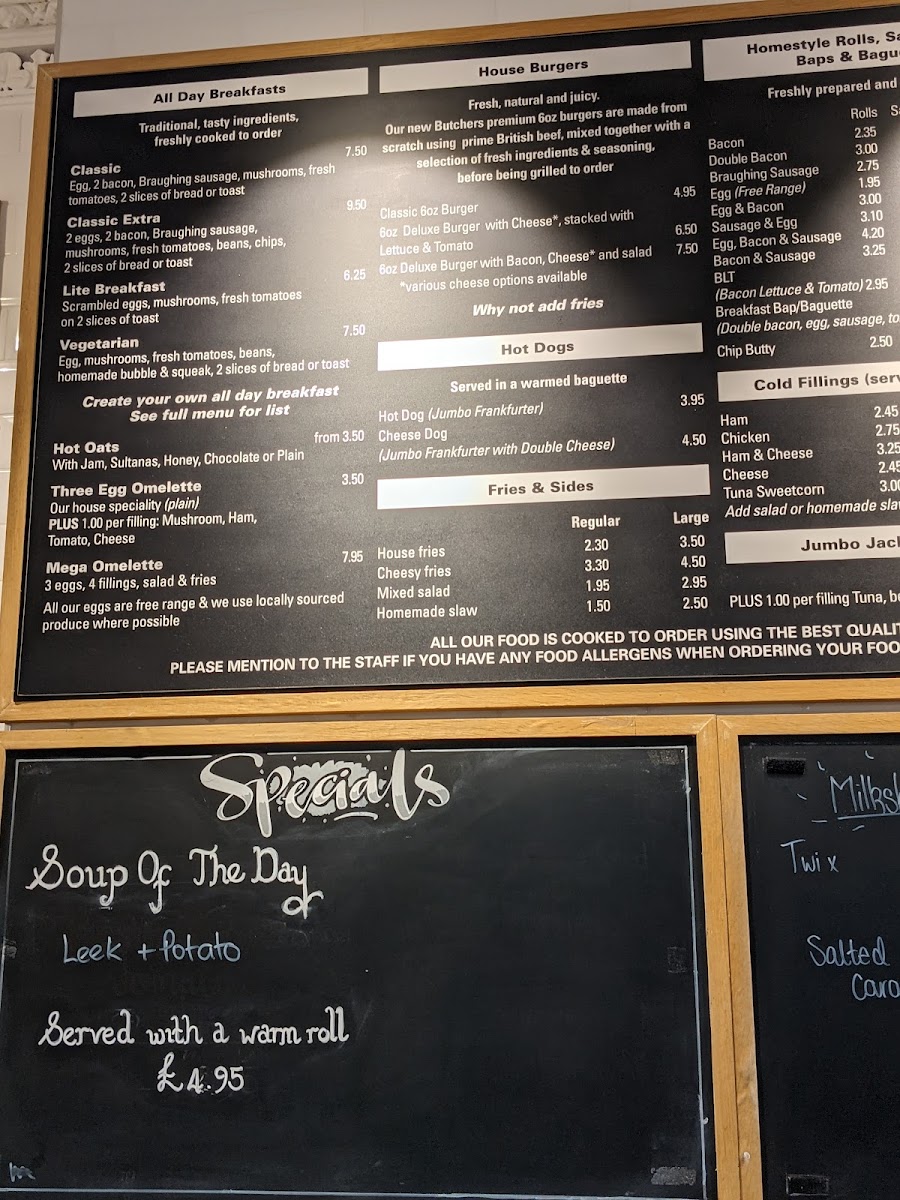 All Day Breakfasts
Traditional, tasty ingredients,
freshly cooked to order
Classic 7.50
Egg, 2 bacon, Braughing sausage, mushrooms, fresh
tomatoes, 2 slices of bread or toast
Classic Extra 9.50
2 eggs, 2 bacon, Braughing sausage,
mushrooms, fresh tomatoes, beans, chips,
2 slices of bread or toast
Lite Breakfast 6.25
Scrambled eggs, mushrooms, fresh tomatoes
on 2 slices of toast
Vegetarian 7.50
Egg, mushrooms, fresh tomatoes, beans,
homemade bubble & squeak, 2 slices of bread or toast
Create your own all day breakfast
See full menu for list
Hot Oats from 3.50
With Jam, Sultanas, Honey, Chocolate or Plain
Three Egg Omelette 3.50
Our house speciality (plain)
PLUS 1.00 per filling: Mushroom, Ham,
Tomato, Cheese
Mega Omelette 7.95
3 eggs, 4 fillings, salad & fries
All our eggs are free range & we use locally sourced
produce where possible
House Burgers
Fresh, natural and juicy.
Our new Butchers premium 6oz burgers are made from
scratch using prime British beef, mixed together with a
selection of fresh ingredients & seasoning,
before being grilled to order
Classic 6oz Burger 4.95
6oz Deluxe Burger with Cheese*, stacked with
Lettuce & Tomato 6.50
6oz Deluxe Burger with Bacon, Cheese* and salad 7.50
*various cheese options available
Why not add fries
Hot Dogs
Served in a warmed baguette
Hot Dog (Jumbo Frankfurter) 3.95
Cheese Dog
(Jumbo Frankfurter with Double Cheese) 4.50
Fries & Sides
Regular Large
House fries 2.30 3.50
Cheesy fries 3.30 4.50
Mixed salad 1.95 2.95
Homemade slaw 1.50 2.50
Homestyle Rolls,
Baps &
Freshly prepared and
Rolls
Bacon 2.35
Double Bacon 3.00
Braughing Sausage 2.75
Egg (Free Range) 1.95
Egg & Bacon 3.00
Sausage & Egg 3.10
Egg, Bacon & Sausage 4.20
Bacon & Sausage 3.25
BLT
(Bacon Lettuce & Tomato) 2.95
Breakfast Bap/Baguette
(Double bacon, egg, sausage,
Chip Butty 2.50
Cold Fillings
Ham 2.45
Chicken 2.75
Ham & Cheese 3.25
Cheese 2.45
Tuna Sweetcorn 3.00
Add salad or homemade
Jumbo
PLUS 1.00 per filling Tuna,
ALL OUR FOOD IS COOKED TO ORDER USING THE BEST
PLEASE MENTION TO THE STAFF IF YOU HAVE ANY FOOD ALLERGENS WHEN ORDERING YOUR
Specials
Soup Of The Day
Leek + Potato
Served with a warm roll
£4.95
Twix
Salted